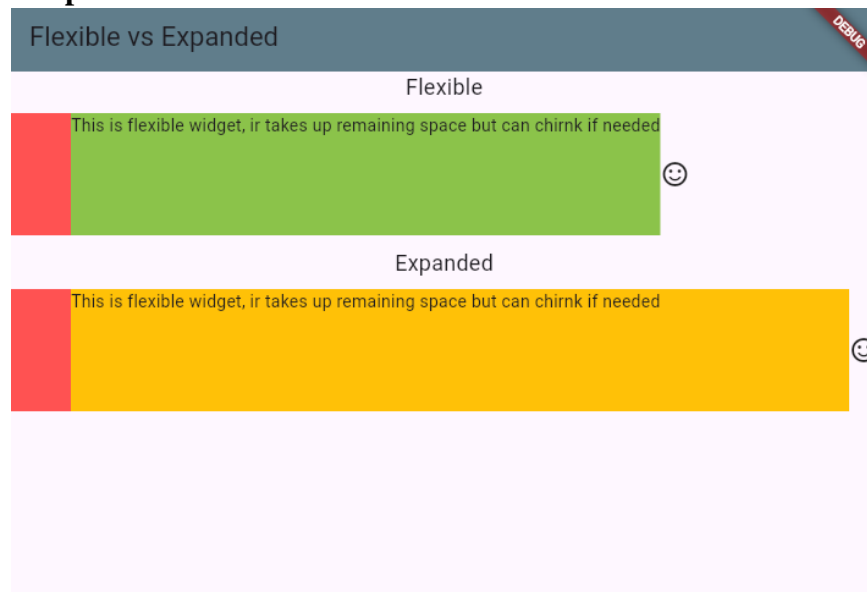 Flexible vs Expanded
DEBUG
Flexible
This is flexible widget, ir takes up remaining space but can chirnk if needed
Expanded
This is flexible widget, ir takes up remaining space but can chirnk if needed